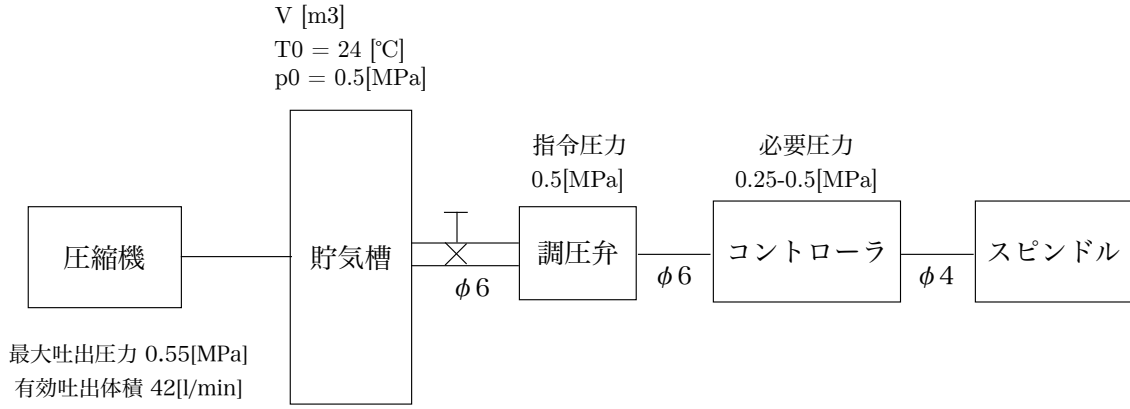 V [m3]
T0 = 24 [℃]
p0 = 0.5[MPa]
指令圧力
0.5[MPa]
必要圧力
0.25-0.5[MPa]
圧縮機
貯気槽
調圧弁
コントローラ
スピンドル
φ6
φ6
φ4
最大吐出圧力 0.55[MPa]
有効吐出体積 42[l/min]